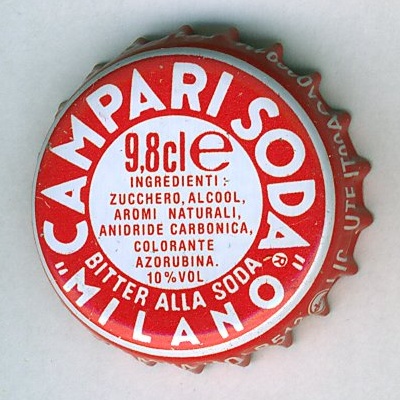 "CAMPARI SODA"®
9,8cl e
INGREDIENTI:
ZUCCHERO, ALCOOL,
AROMI NATURALI,
ANIDRIDE CARBONICA,
COLORANTE
AZORUBINA.
10%VOL
BITTER ALLA SODA
MILANO